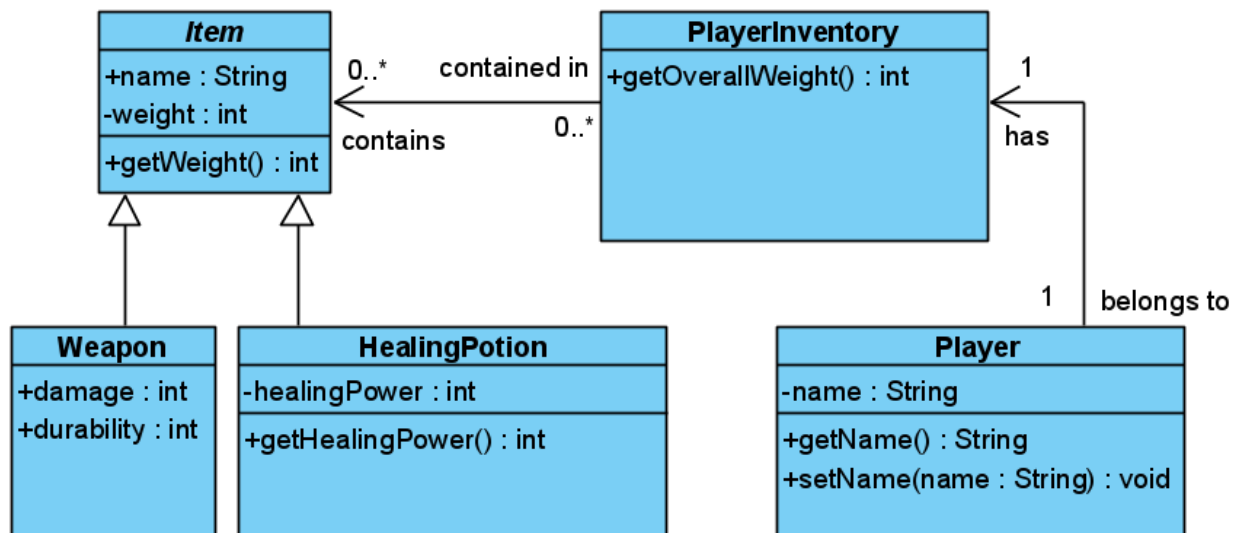 Item
+name : String
-weight : int
+getWeight() : int
0..*
contains
contained in
0..*
PlayerInventory
+getOverallWeight() : int
1
has
1
belongs to
Weapon
+damage : int
+durability : int
HealingPotion
-healingPower : int
+getHealingPower() : int
Player
-name : String
+getName() : String
+setName(name : String) : void